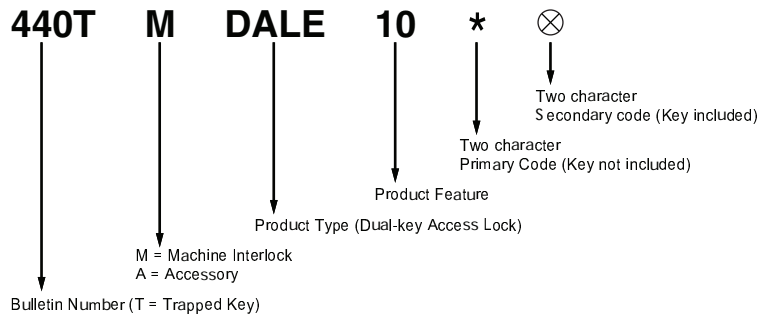 440T M DALE 10 * ⊗
Two character
Secondary code (Key included)
Two character
Primary Code (Key not included)
Product Feature
Product Type (Dual-key Access Lock)
M = Machine Interlock
A = Accessory
Bulletin Number (T = Trapped Key)